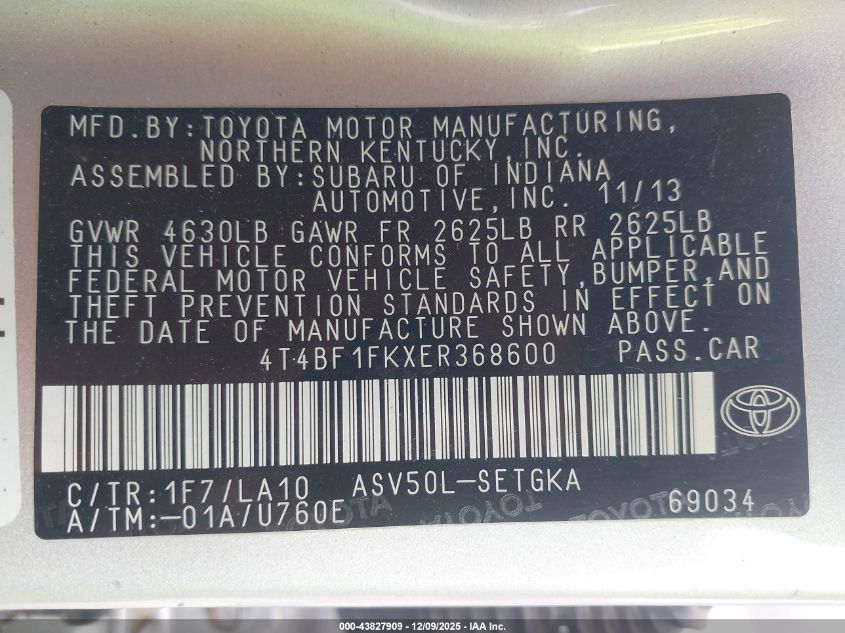 MFD.BY:TOYOTA MOTOR MANUFACTURING,
NORTHERN KENTUCKY,INC.
ASSEMBLED BY:SUBARU OF INDIANA
AUTOMOTIVE,INC. 11/13
GVWR 4630LB GAWR FR 2625LB RR 2625LB
THIS VEHICLE CONFORMS TO ALL APPLICABLE
FEDERAL MOTOR VEHICLE SAFETY,BUMPER,AND
THEFT PREVENTION STANDARDS IN EFFECT ON
THE DATE OF MANUFACTURE SHOWN ABOVE.
4T4BF1FKXER368600 PASS.CAR
C/TR:1F7/LA10 ASV50L-SETGKA
A/TM:-01A/U760E 69034
TOYOTA TOYOTA TOYOTA
000-43827909 - 12/09/2025 - IAA Inc.